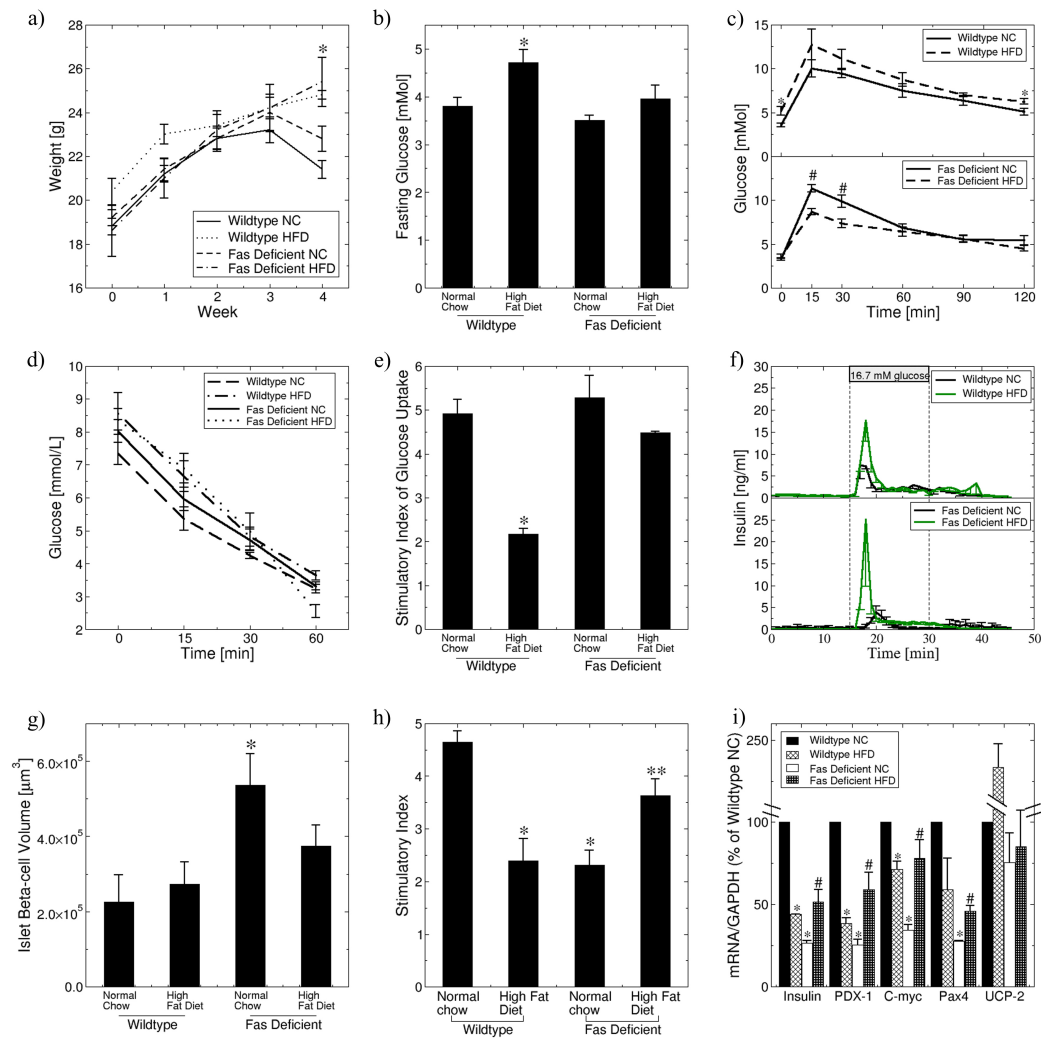 a)
Weight [g]
28
26
24
22
20
18
16
*
Wildtype NC
Wildtype HFD
Fas Deficient NC
Fas Deficient HFD
0 1 2 3 4
Week
b)
Fasting Glucose [mMol]
5
4
3
2
1
0
*
Normal Chow
High Fat Diet
Normal Chow
High Fat Diet
Wildtype
Fas Deficient
c)
Glucose [mMol]
15
10
5
0
* *
Wildtype NC
Wildtype HFD
10
5
0
# #
Fas Deficient NC
Fas Deficient HFD
0 15 30 60 90 120
Time [min]
d)
Glucose [mmol/L]
10
9
8
7
6
5
4
3
2
Wildtype NC
Wildtype HFD
Fas Deficient NC
Fas Deficient HFD
0 15 30 60
Time [min]
e)
Stimulatory Index of Glucose Uptake
6
5
4
3
2
1
0
*
Normal Chow
High Fat Diet
Normal Chow
High Fat Diet
Wildtype
Fas Deficient
f)
Insulin [ng/ml]
30
25
20
15
10
5
0
16.7 mM glucose
Wildtype NC
Wildtype HFD
25
20
15
10
5
0
Fas Deficient NC
Fas Deficient HFD
0 10 20 30 40 50
Time [min]
g)
Islet Beta-cell Volume [µm³]
6.0×10⁵
4.0×10⁵
2.0×10⁵
0.0
*
Normal Chow
High Fat Diet
Normal Chow
High Fat Diet
Wildtype
Fas Deficient
h)
Stimulatory Index
5
4
3
2
1
0
* * **
Normal chow
High Fat Diet
Normal chow
High Fat Diet
Wildtype
Fas Deficient
i)
mRNA/GAPDH (% of Wildtype NC)
250
100
50
0
Wildtype NC
Wildtype HFD
Fas Deficient NC
Fas Deficient HFD
* * # * * # * * # * #
Insulin PDX-1 C-myc Pax4 UCP-2